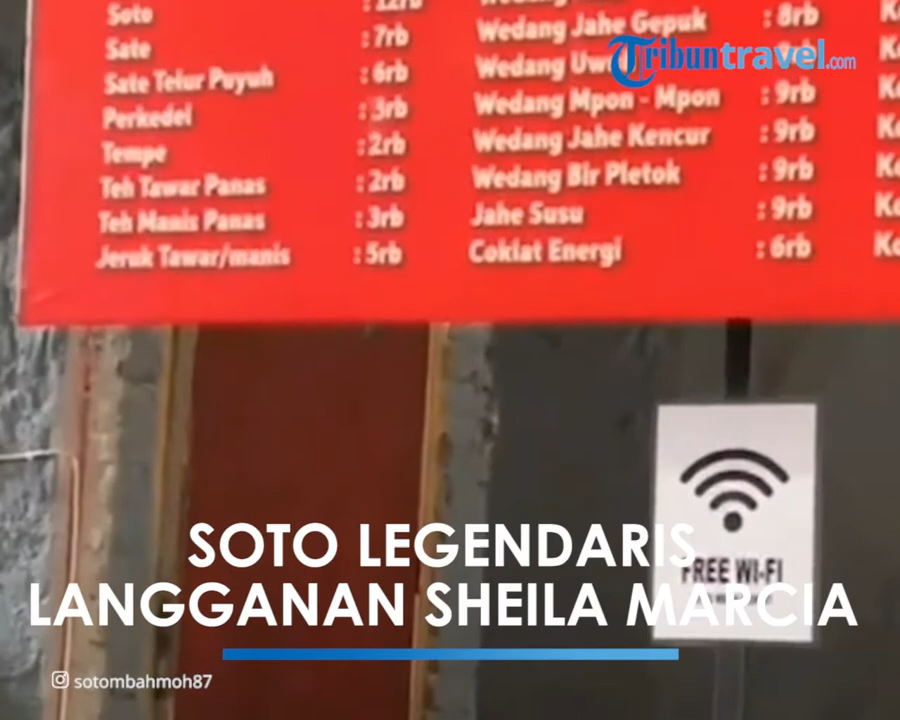 Soto : 12rb
Sate : 7rb
Sate Telur Puyuh : 6rb
Perkedel : 3rb
Tempe : 2rb
Teh Tawar Panas : 2rb
Teh Manis Panas : 3rb
Jeruk Tawar/manis : 5rb
Wedang
Wedang Jahe Gepuk : 8rb
Wedang
Wedang Mpon - Mpon : 9rb
Wedang Jahe Kencur : 9rb
Wedang Bir Pletok : 9rb
Jahe Susu : 9rb
Coklat Energi : 6rb
Tribuntravel.com
FREE WI-FI
SOTO LEGENDARIS
LANGGANAN SHEILA MARCIA
sotombahmoh87